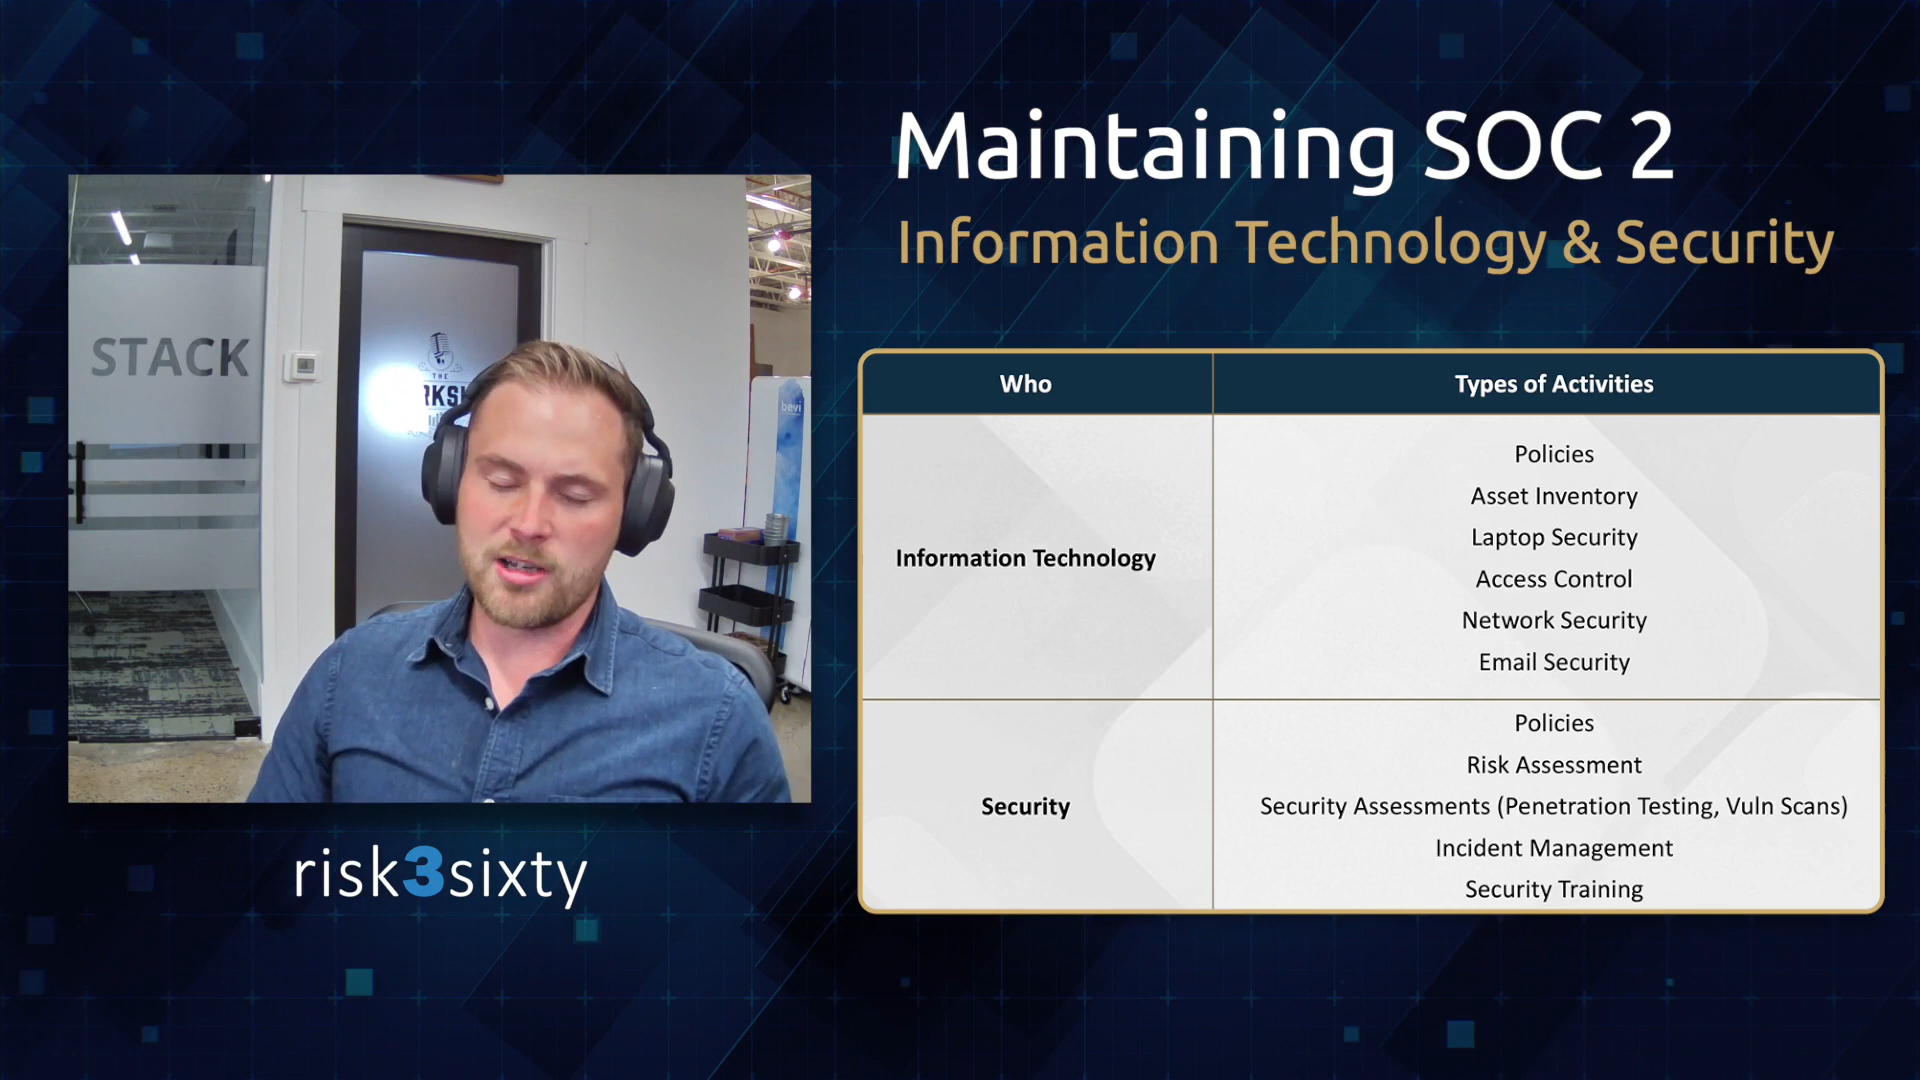 Maintaining SOC 2
Information Technology & Security
STACK
THE
bevi
risk3sixty
Who
Types of Activities
Information Technology
Policies
Asset Inventory
Laptop Security
Access Control
Network Security
Email Security
Security
Policies
Risk Assessment
Security Assessments (Penetration Testing, Vuln Scans)
Incident Management
Security Training